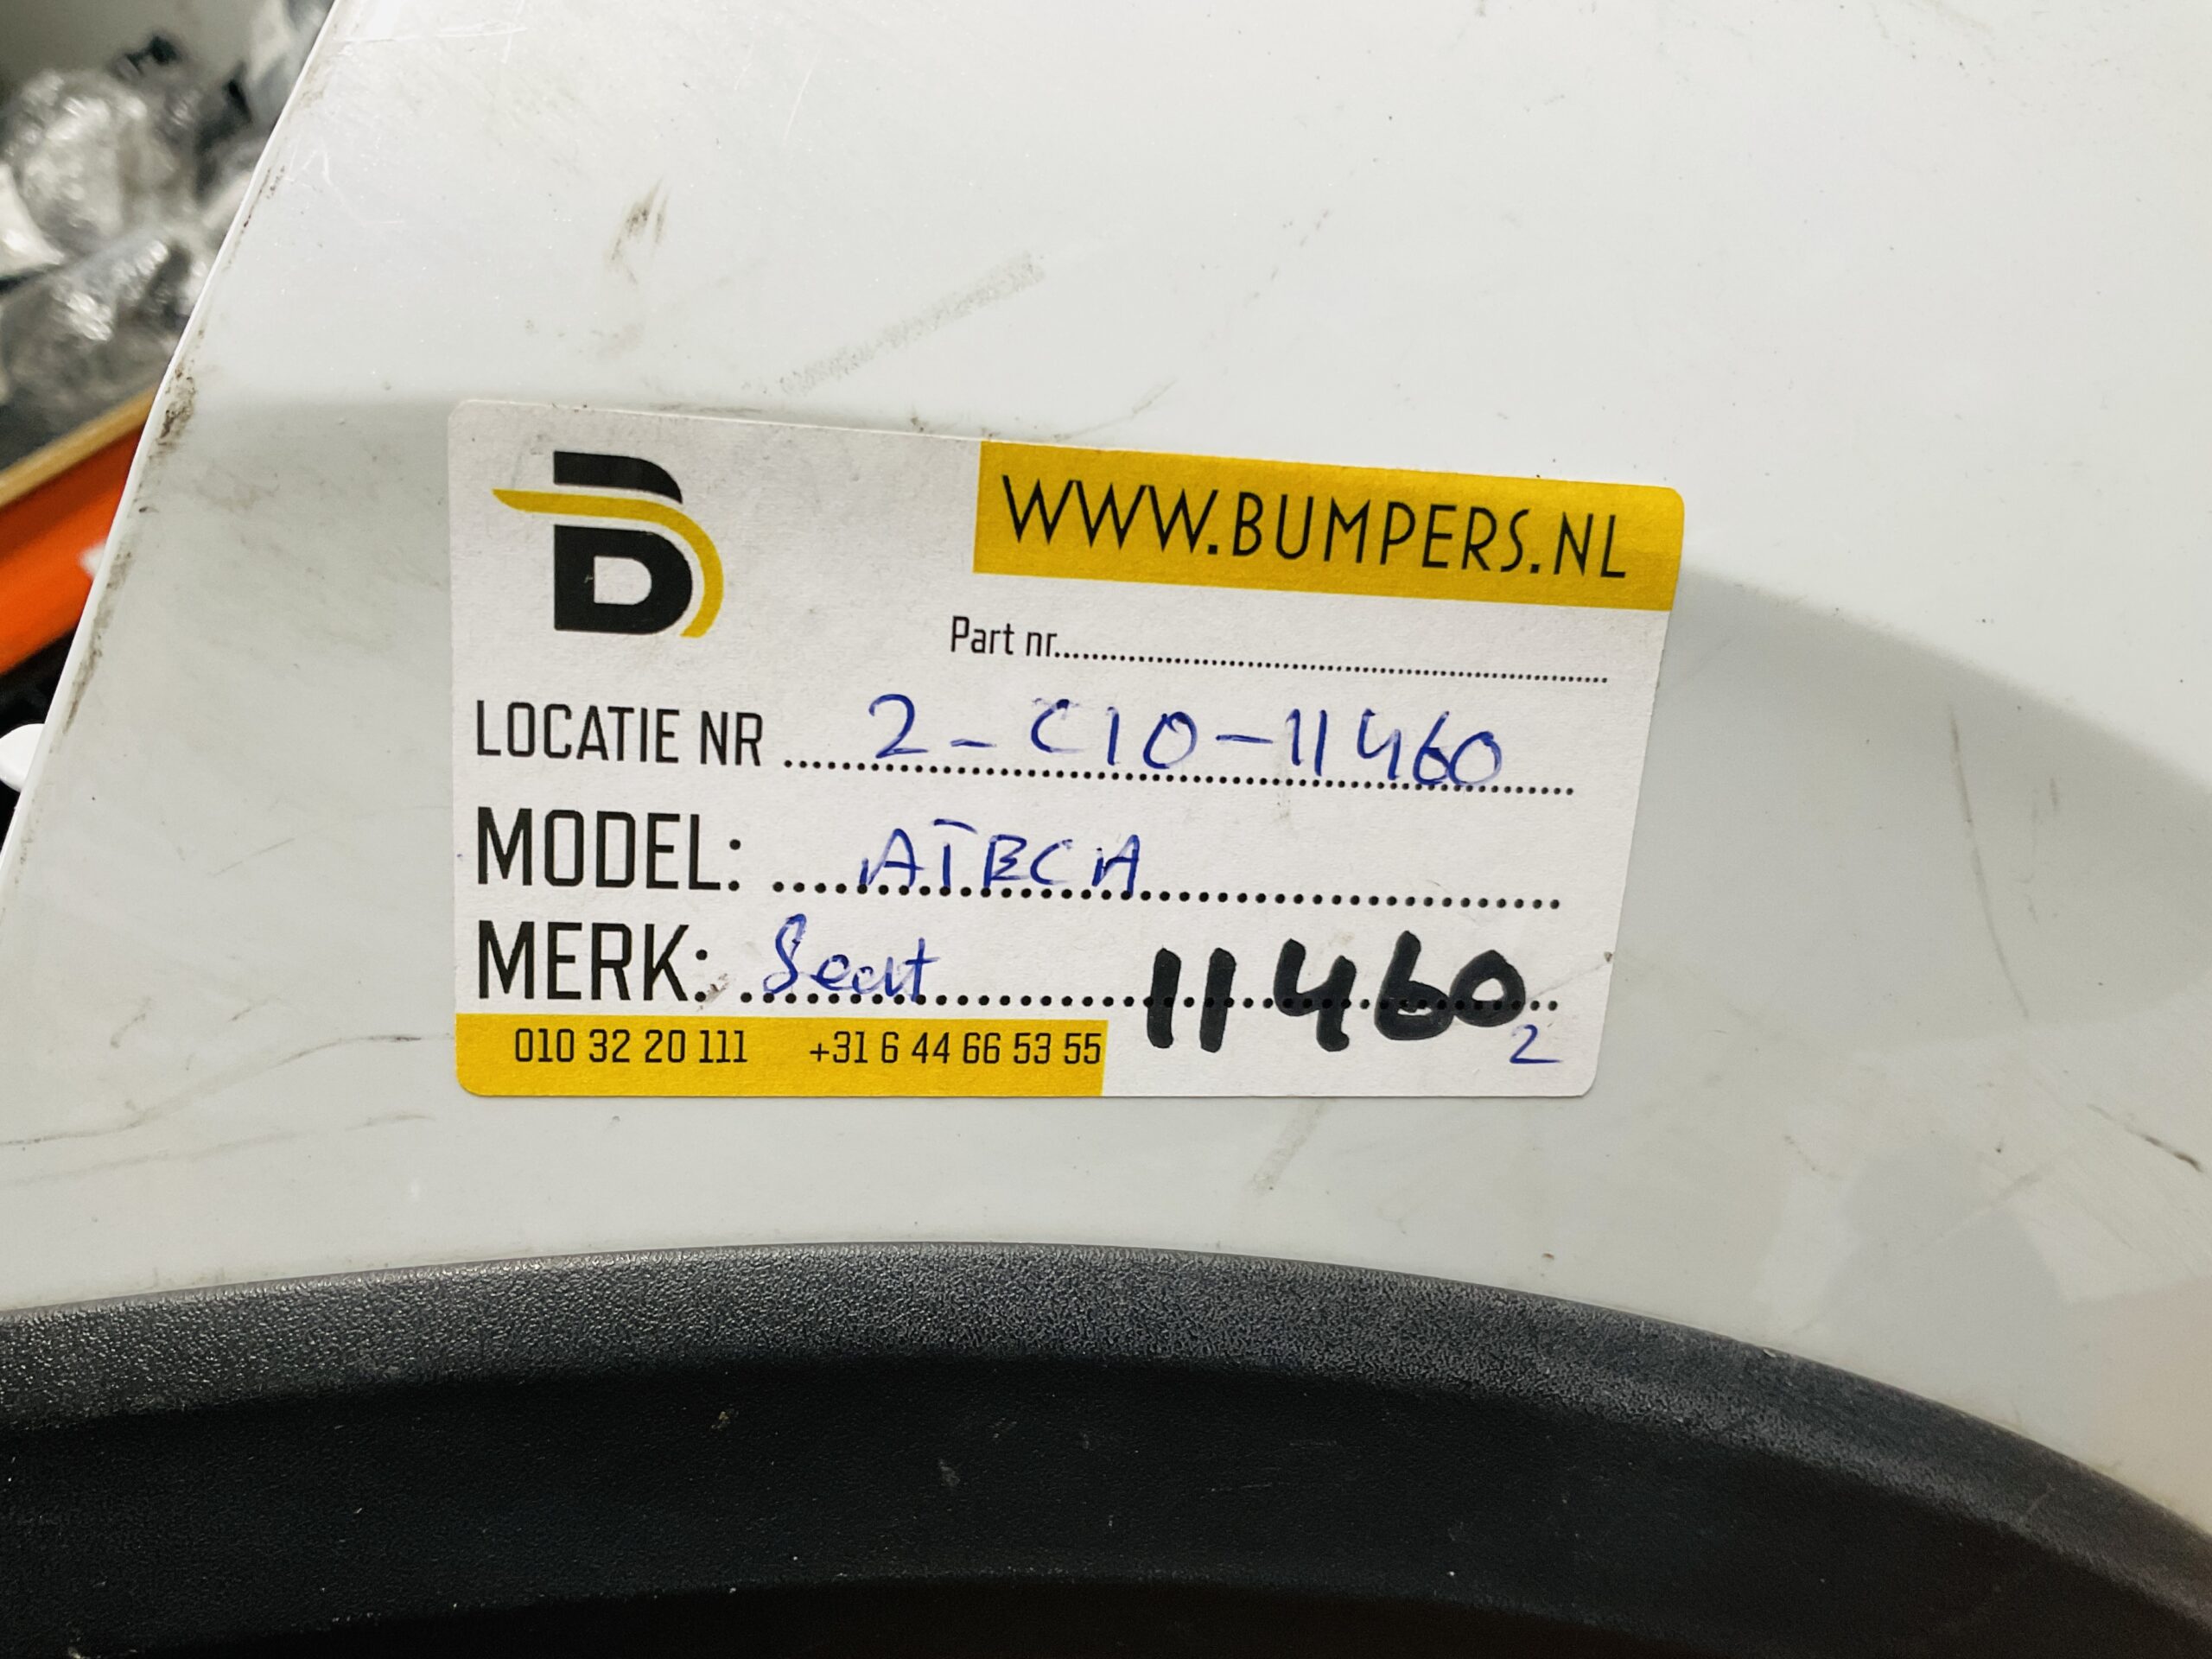 B
WWW.BUMPERS.NL
Part nr.................................
LOCATIE NR 2-C10-11460
MODEL: ATECA
MERK: Seat
11460
2
010 32 20 111 +31 6 44 66 53 55